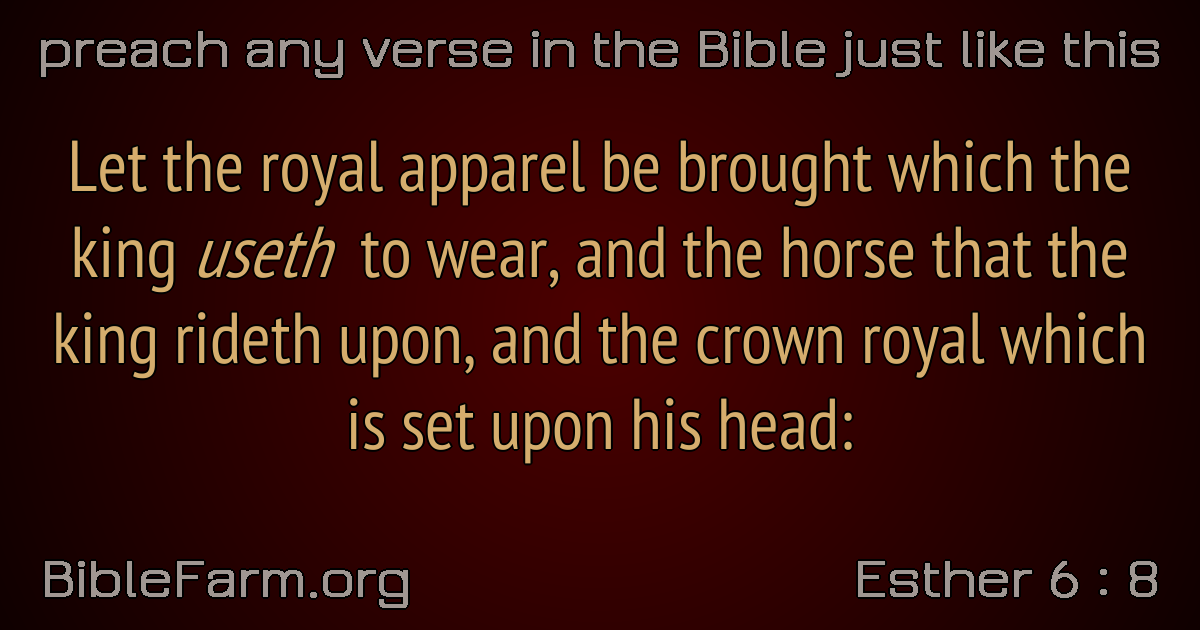 preach any verse in the Bible just like this
Let the royal apparel be brought which the
king useth to wear, and the horse that the
king rideth upon, and the crown royal which
is set upon his head:
BibleFarm.org
Esther 6 : 8